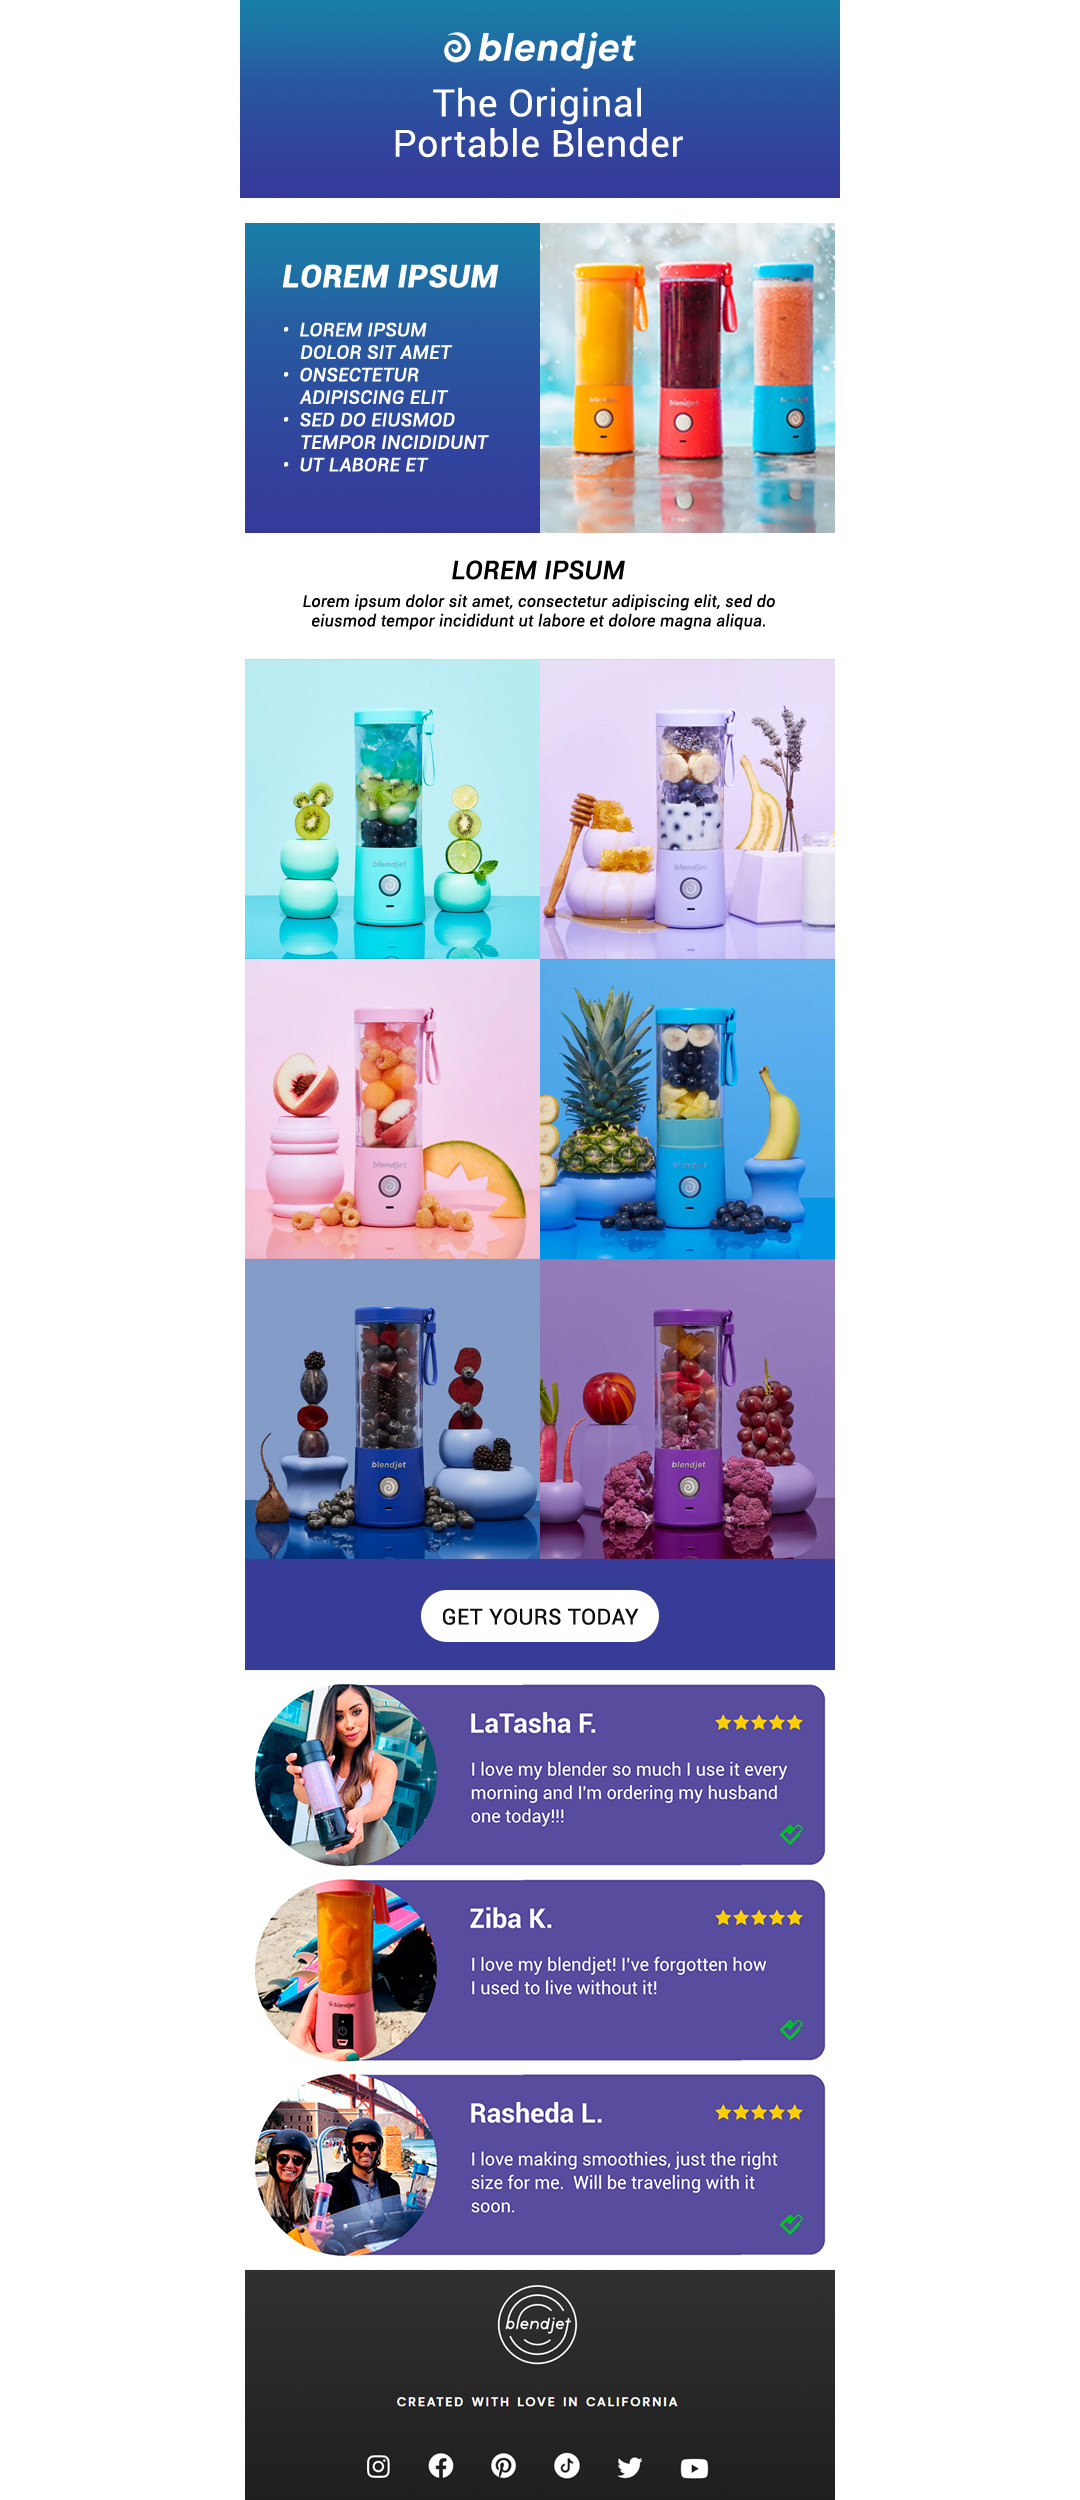 blendjet
The Original
Portable Blender
LOREM IPSUM
• LOREM IPSUM
DOLOR SIT AMET
• ONSECTETUR
ADIPISCING ELIT
• SED DO EIUSMOD
TEMPOR INCIDIDUNT
• UT LABORE ET
blendjet
blendjet
blendjet
LOREM IPSUM
Lorem ipsum dolor sit amet, consectetur adipiscing elit, sed do
eiusmod tempor incididunt ut labore et dolore magna aliqua.
blendjet
blendjet
blendjet
blendjet
blendjet
blendjet
GET YOURS TODAY
LaTasha F.
I love my blender so much I use it every
morning and I'm ordering my husband
one today!!!
Ziba K.
I love my blendjet! I've forgotten how
I used to live without it!
blendjet
Rasheda L.
I love making smoothies, just the right
size for me.  Will be traveling with it
soon.
blendjet
CREATED WITH LOVE IN CALIFORNIA